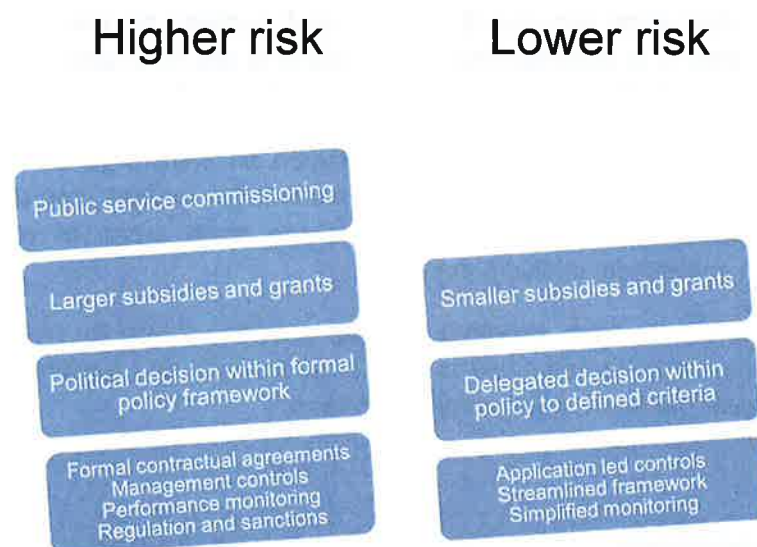 Higher risk
Lower risk
Public service commissioning
Larger subsidies and grants
Political decision within formal
policy framework
Formal contractual agreements
Management controls
Performance monitoring
Regulation and sanctions
Smaller subsidies and grants
Delegated decision within
policy to defined criteria
Application led controls
Streamlined framework
Simplified monitoring